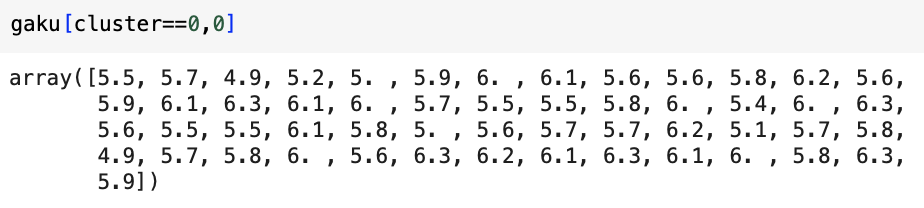 gaku[cluster==0,0]
array([5.5, 5.7, 4.9, 5.2, 5. , 5.9, 6. , 6.1, 5.6, 5.6, 5.8, 6.2, 5.6,
5.9, 6.1, 6.3, 6.1, 6. , 5.7, 5.5, 5.5, 5.8, 6. , 5.4, 6. , 6.3,
5.6, 5.5, 5.5, 6.1, 5.8, 5. , 5.6, 5.7, 5.7, 6.2, 5.1, 5.7, 5.8,
4.9, 5.7, 5.8, 6. , 5.6, 6.3, 6.2, 6.1, 6.3, 6.1, 6. , 5.8, 6.3,
5.9])